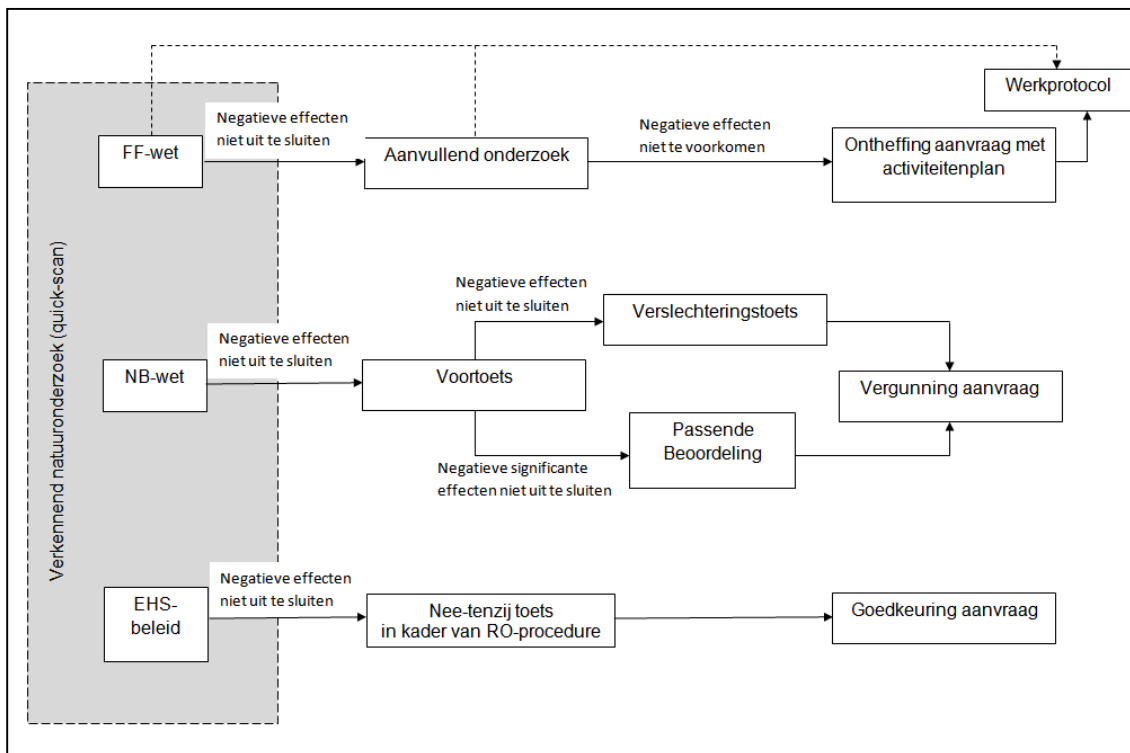 Werkprotocol
Negatieve effecten
niet uit te sluiten
Negatieve effecten
niet te voorkomen
FF-wet
Aanvullend onderzoek
Ontheffing aanvraag met
activiteitenplan
Verkennend natuuronderzoek (quick-scan)
Negatieve effecten
niet uit te sluiten
Verslechteringstoets
Negatieve effecten
niet uit te sluiten
NB-wet
Voortoets
Vergunning aanvraag
Passende
Beoordeling
Negatieve significante
effecten niet uit te sluiten
Negatieve effecten
niet uit te sluiten
EHS-
beleid
Nee-tenzij toets
in kader van RO-procedure
Goedkeuring aanvraag